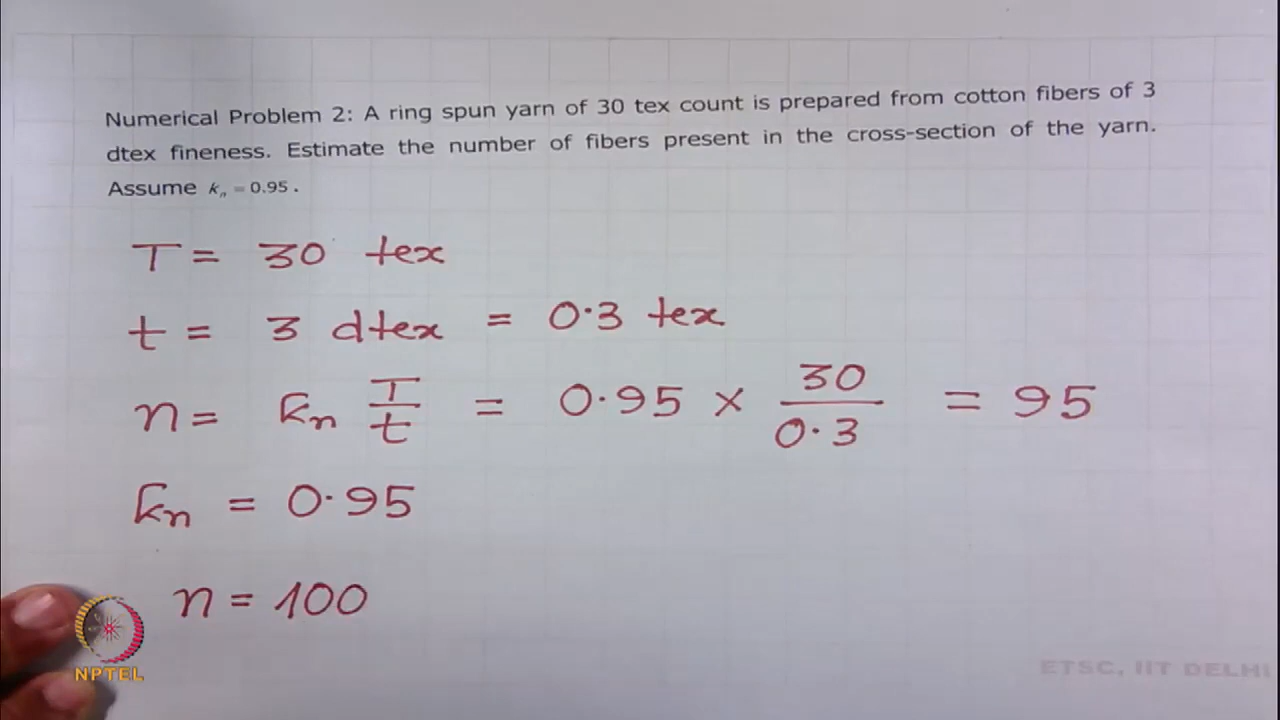 Numerical Problem 2: A ring spun yarn of 30 tex count is prepared from cotton fibers of 3
dtex fineness. Estimate the number of fibers present in the cross-section of the yarn.
Assume kₙ = 0.95.
T = 30 tex
t = 3 dtex = 0.3 tex
n = kₙ T/t = 0.95 × 30/0.3 = 95
kₙ = 0.95
n = 100
NPTEL
ETSC, IIT DELHI